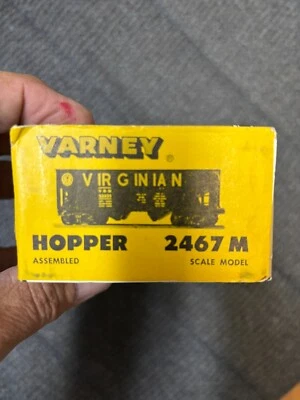 VARNEY ®
VIRGINIAN
HOPPER 2467 M
ASSEMBLED SCALE MODEL